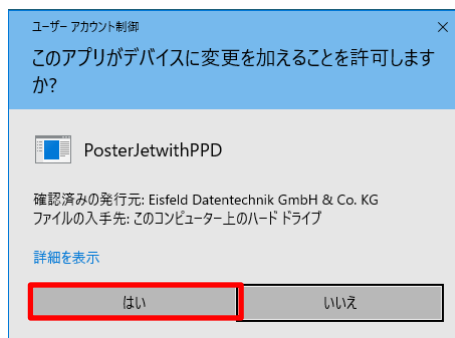 ユーザー アカウント制御
このアプリがデバイスに変更を加えることを許可します
か?
PosterJetwithPPD
確認済みの発行元: Eisfeld Datentechnik GmbH & Co. KG
ファイルの入手先: このコンピューター上のハード ドライブ
詳細を表示
はい
いいえ